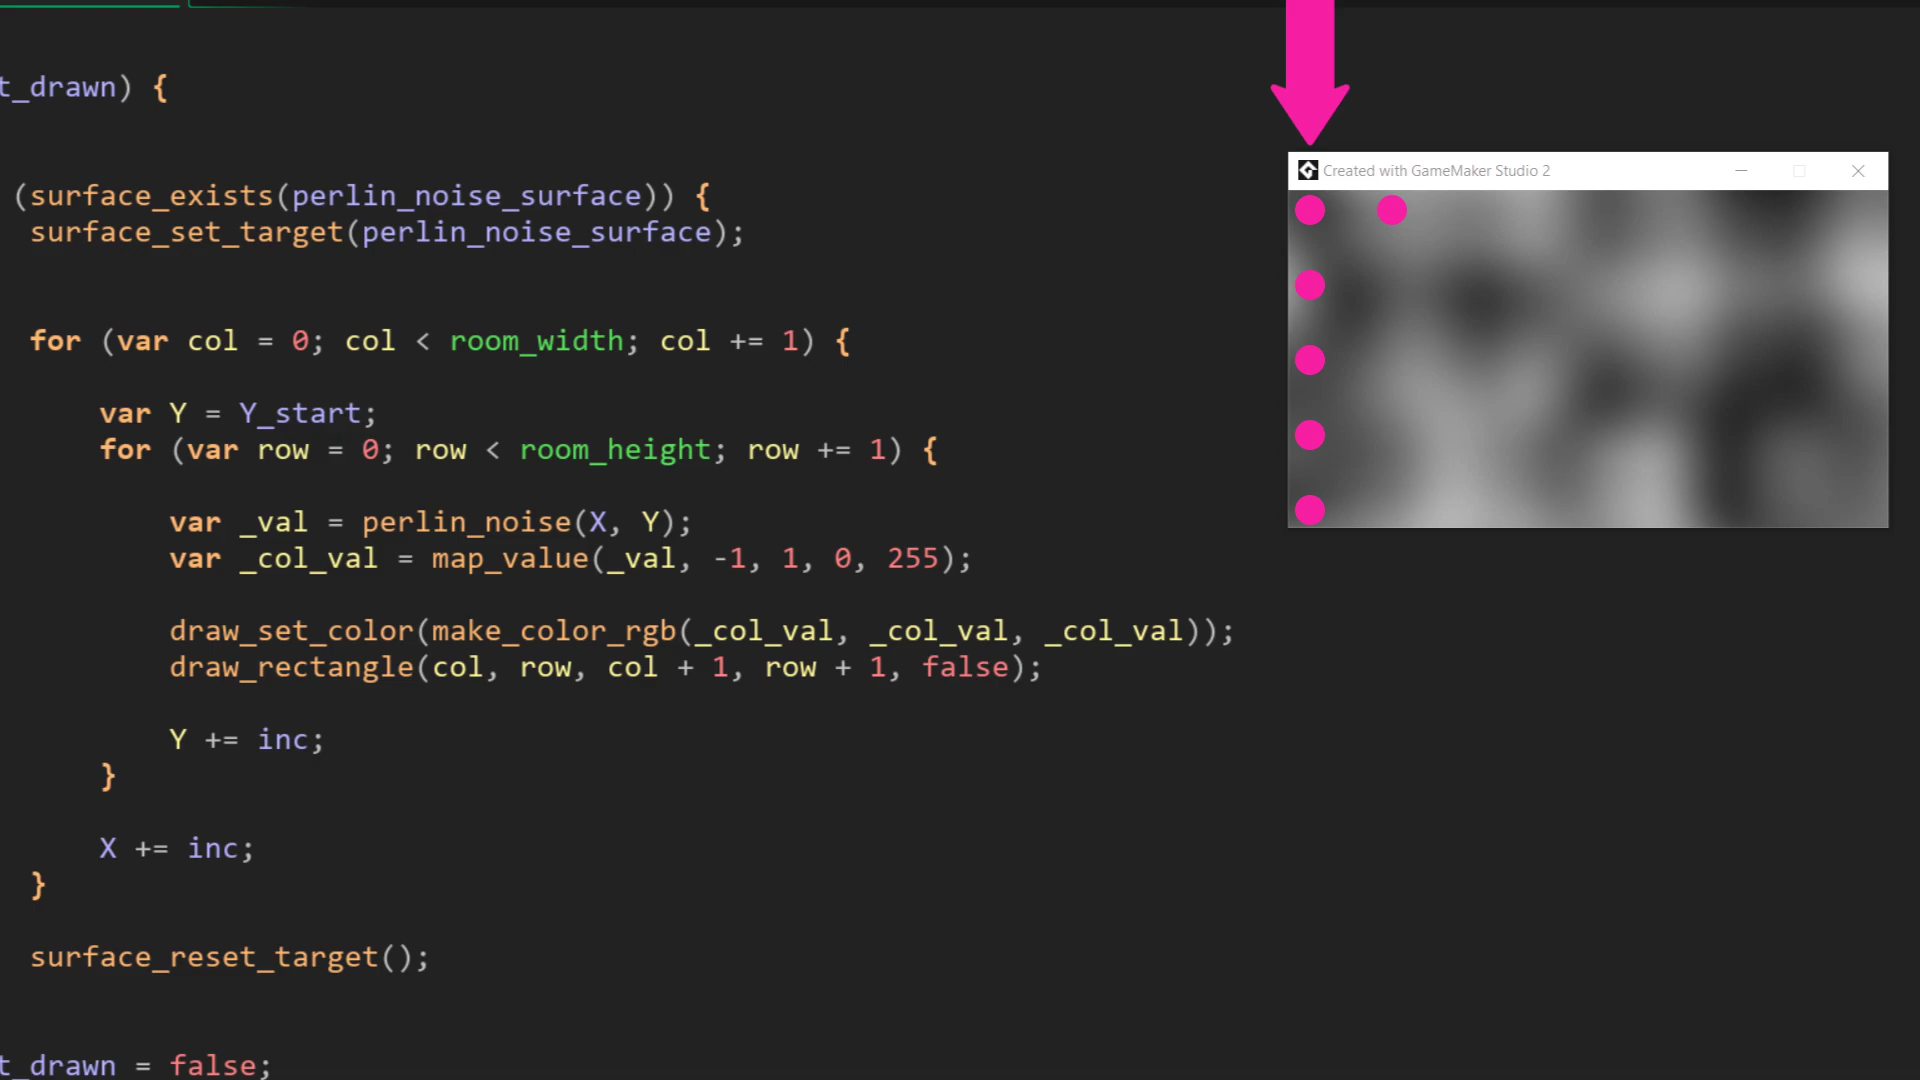 t_drawn) {
(surface_exists(perlin_noise_surface)) {
surface_set_target(perlin_noise_surface);
for (var col = 0; col < room_width; col += 1) {
var Y = Y_start;
for (var row = 0; row < room_height; row += 1) {
var _val = perlin_noise(X, Y);
var _col_val = map_value(_val, -1, 1, 0, 255);
draw_set_color(make_color_rgb(_col_val, _col_val, _col_val));
draw_rectangle(col, row, col + 1, row + 1, false);
Y += inc;
}
X += inc;
}
surface_reset_target();
t_drawn = false;
Created with GameMaker Studio 2